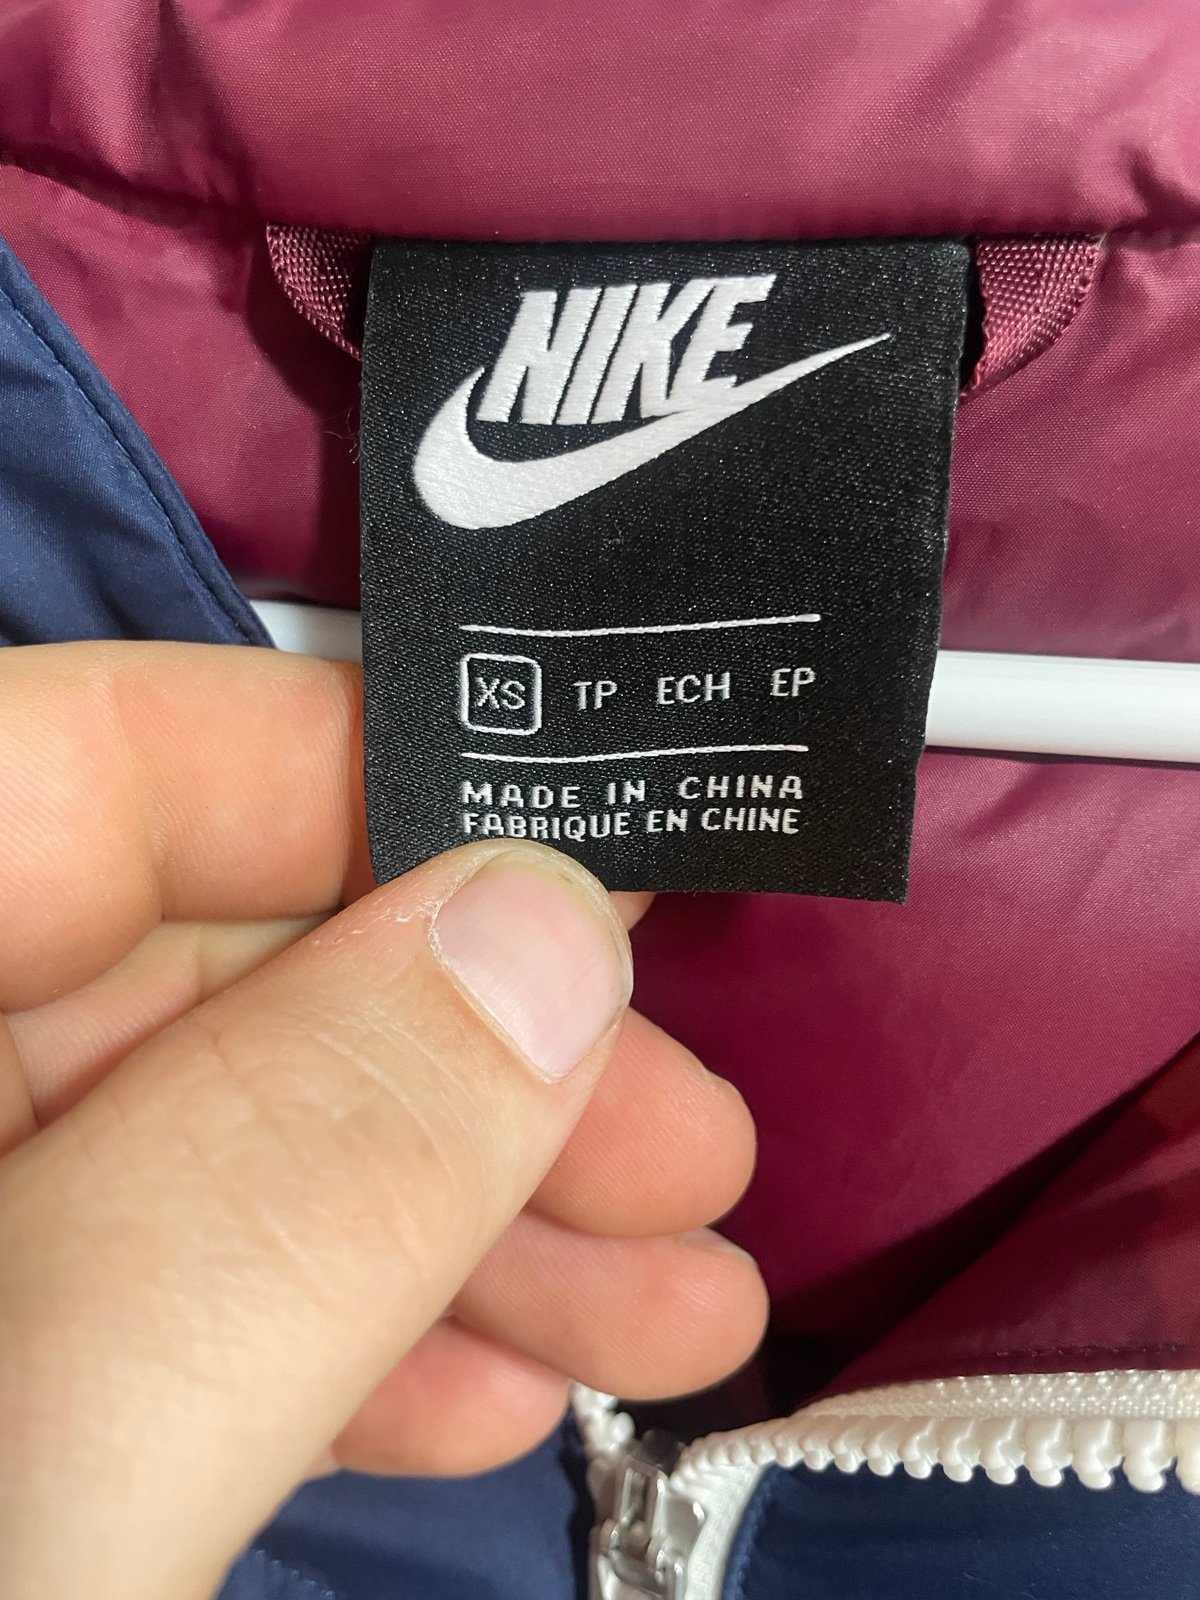 NIKE
XS TP ECH EP
MADE IN CHINA
FABRIQUE EN CHINE